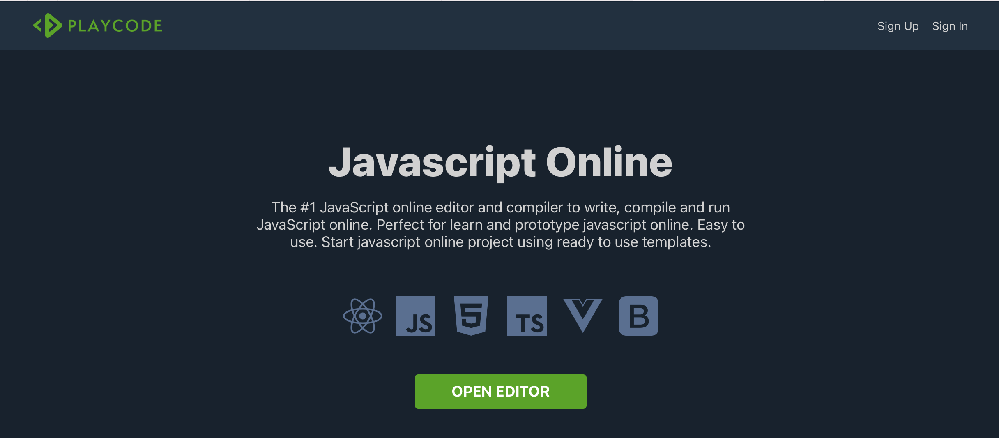 PLAYCODE
Sign Up
Sign In
Javascript Online
The #1 JavaScript online editor and compiler to write, compile and run
JavaScript online. Perfect for learn and prototype javascript online. Easy to
use. Start javascript online project using ready to use templates.
JS
5
TS
B
OPEN EDITOR